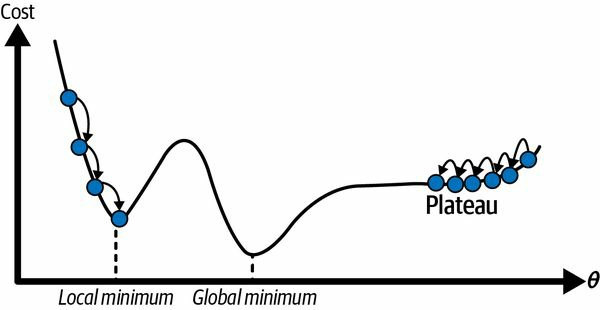 Cost
Plateau
θ
Local minimum
Global minimum